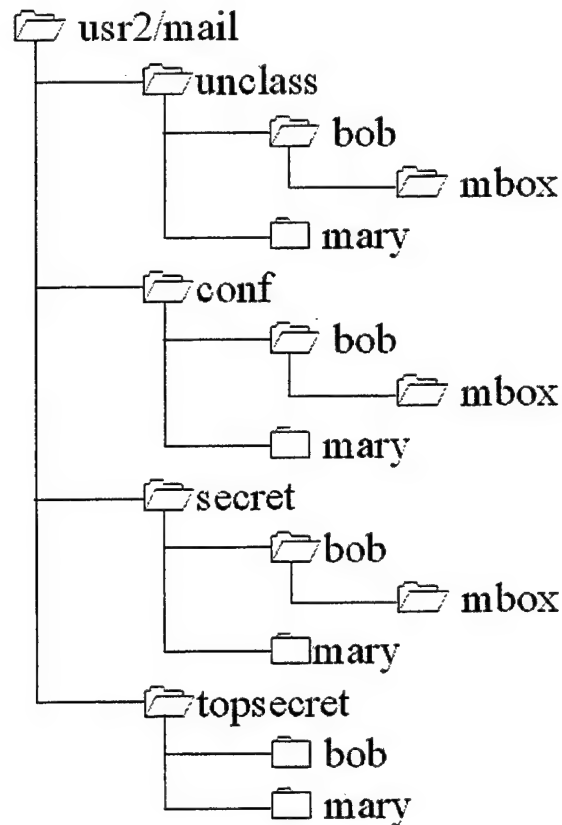 usr2/mail
unclass
bob
mbox
mary
conf
bob
mbox
mary
secret
bob
mbox
mary
topsecret
bob
mary